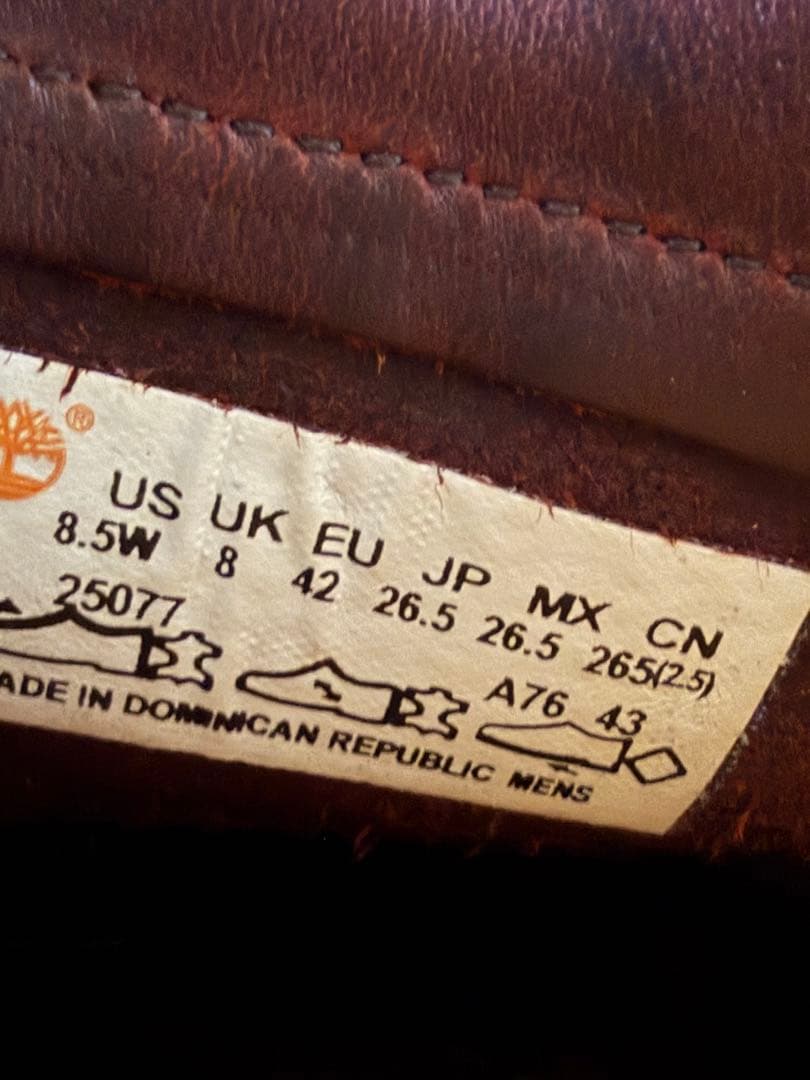 ®
US UK EU JP MX CN
8.5W 8 42 26.5 26.5 265(2.5)
25077 A76 43
ADE IN DOMINICAN REPUBLIC MENS